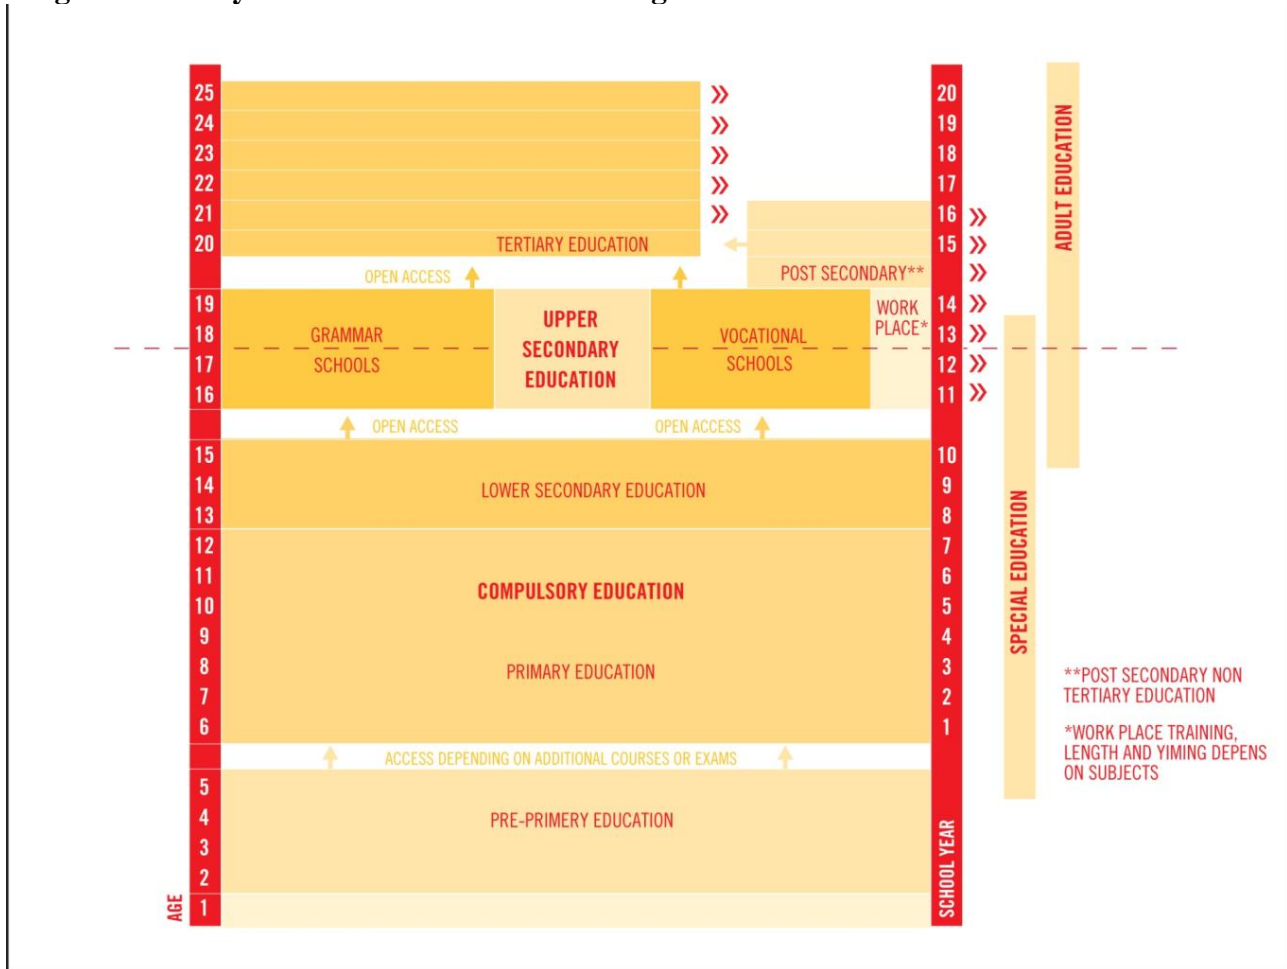 25
24
23
22
21
20
19
18
17
16
15
14
13
12
11
10
9
8
7
6
5
4
3
2
1
AGE
TERTIARY EDUCATION
OPEN ACCESS
POST SECONDARY**
GRAMMAR
SCHOOLS
UPPER
SECONDARY
EDUCATION
VOCATIONAL
SCHOOLS
WORK
PLACE*
OPEN ACCESS
OPEN ACCESS
LOWER SECONDARY EDUCATION
COMPULSORY EDUCATION
PRIMARY EDUCATION
ACCESS DEPENDING ON ADDITIONAL COURSES OR EXAMS
PRE-PRIMERY EDUCATION
20
19
18
17
16
15
14
13
12
11
10
9
8
7
6
5
4
3
2
1
SCHOOL YEAR
SPECIAL EDUCATION
ADULT EDUCATION
**POST SECONDARY NON
TERTIARY EDUCATION
*WORK PLACE TRAINING,
LENGTH AND YIMING DEPENS
ON SUBJECTS